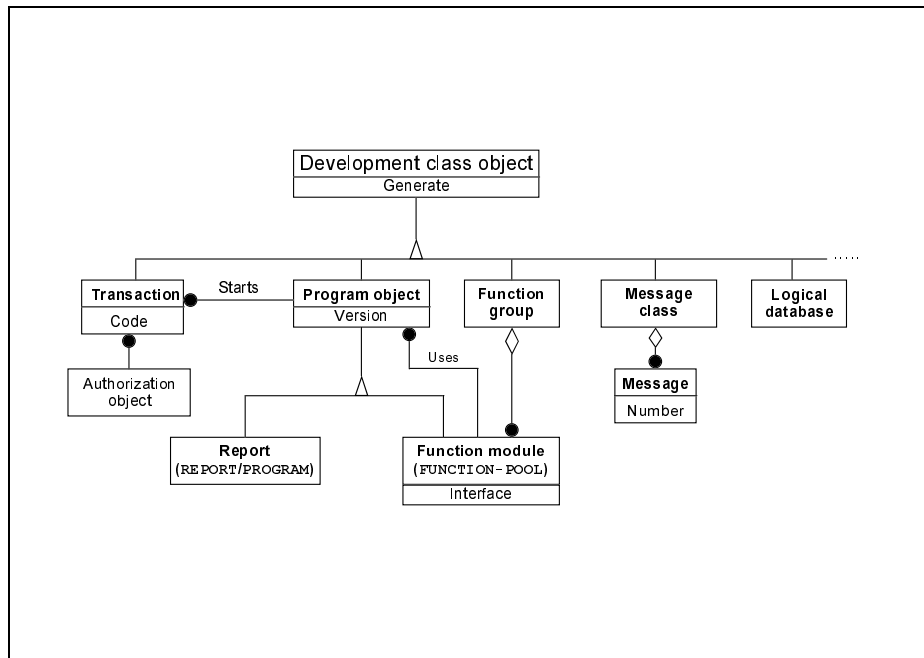 Development class object
Generate
.....
Transaction
Code
Starts
Program object
Version
Function
group
Message
class
Logical
database
Uses
Authorization
object
Message
Number
Report
(REPORT/PROGRAM)
Function module
(FUNCTION-POOL)
Interface